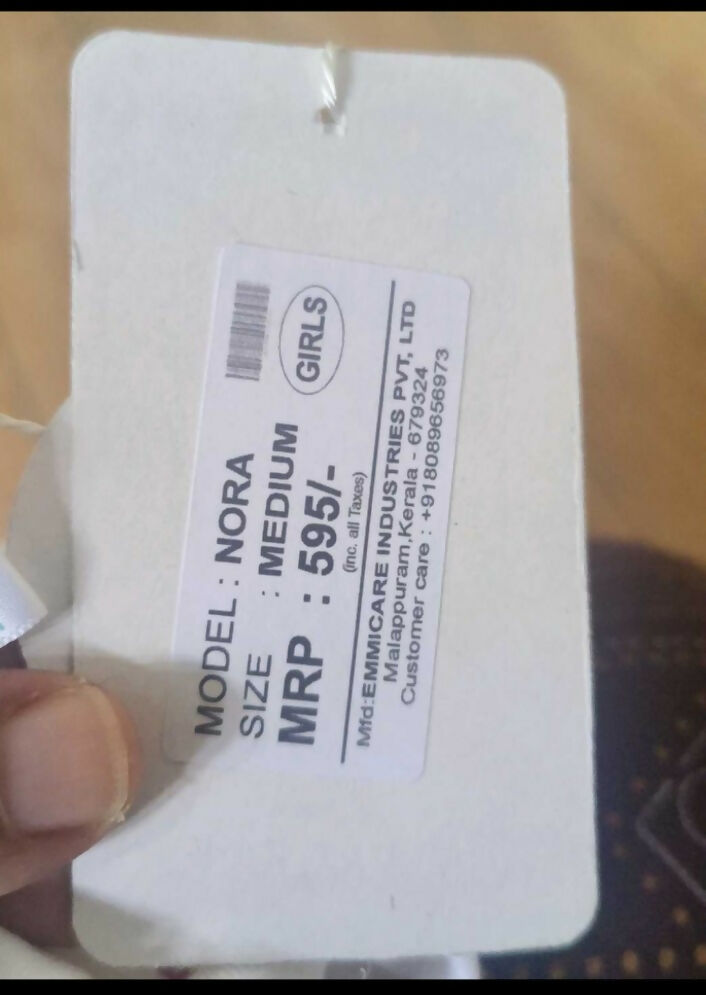 MODEL : NORA
SIZE : MEDIUM
GIRLS
MRP : 595/-
(inc. all Taxes)
Mfd:EMMICARE INDUSTRIES PVT, LTD
Malappuram,Kerala - 679324
Customer care : +918089656973